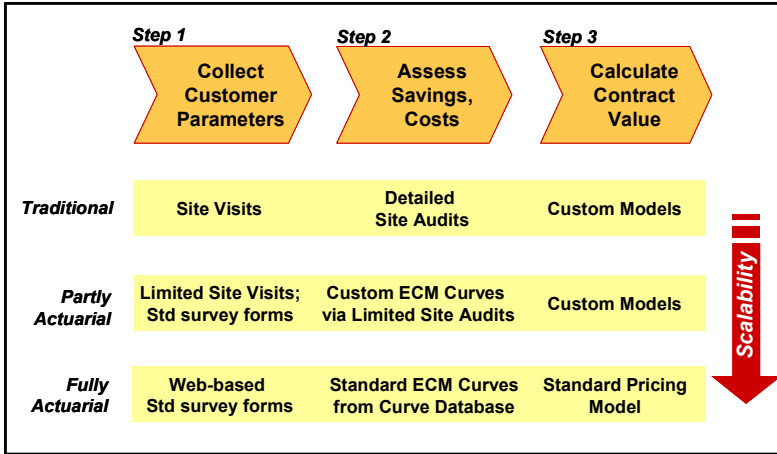 Step 1
Step 2
Step 3
Collect
Customer
Parameters
Assess
Savings,
Costs
Calculate
Contract
Value
Traditional
Site Visits
Detailed
Site Audits
Custom Models
Partly
Actuarial
Limited Site Visits;
Std survey forms
Custom ECM Curves
via Limited Site Audits
Custom Models
Fully
Actuarial
Web-based
Std survey forms
Standard ECM Curves
from Curve Database
Standard Pricing
Model
Scalability